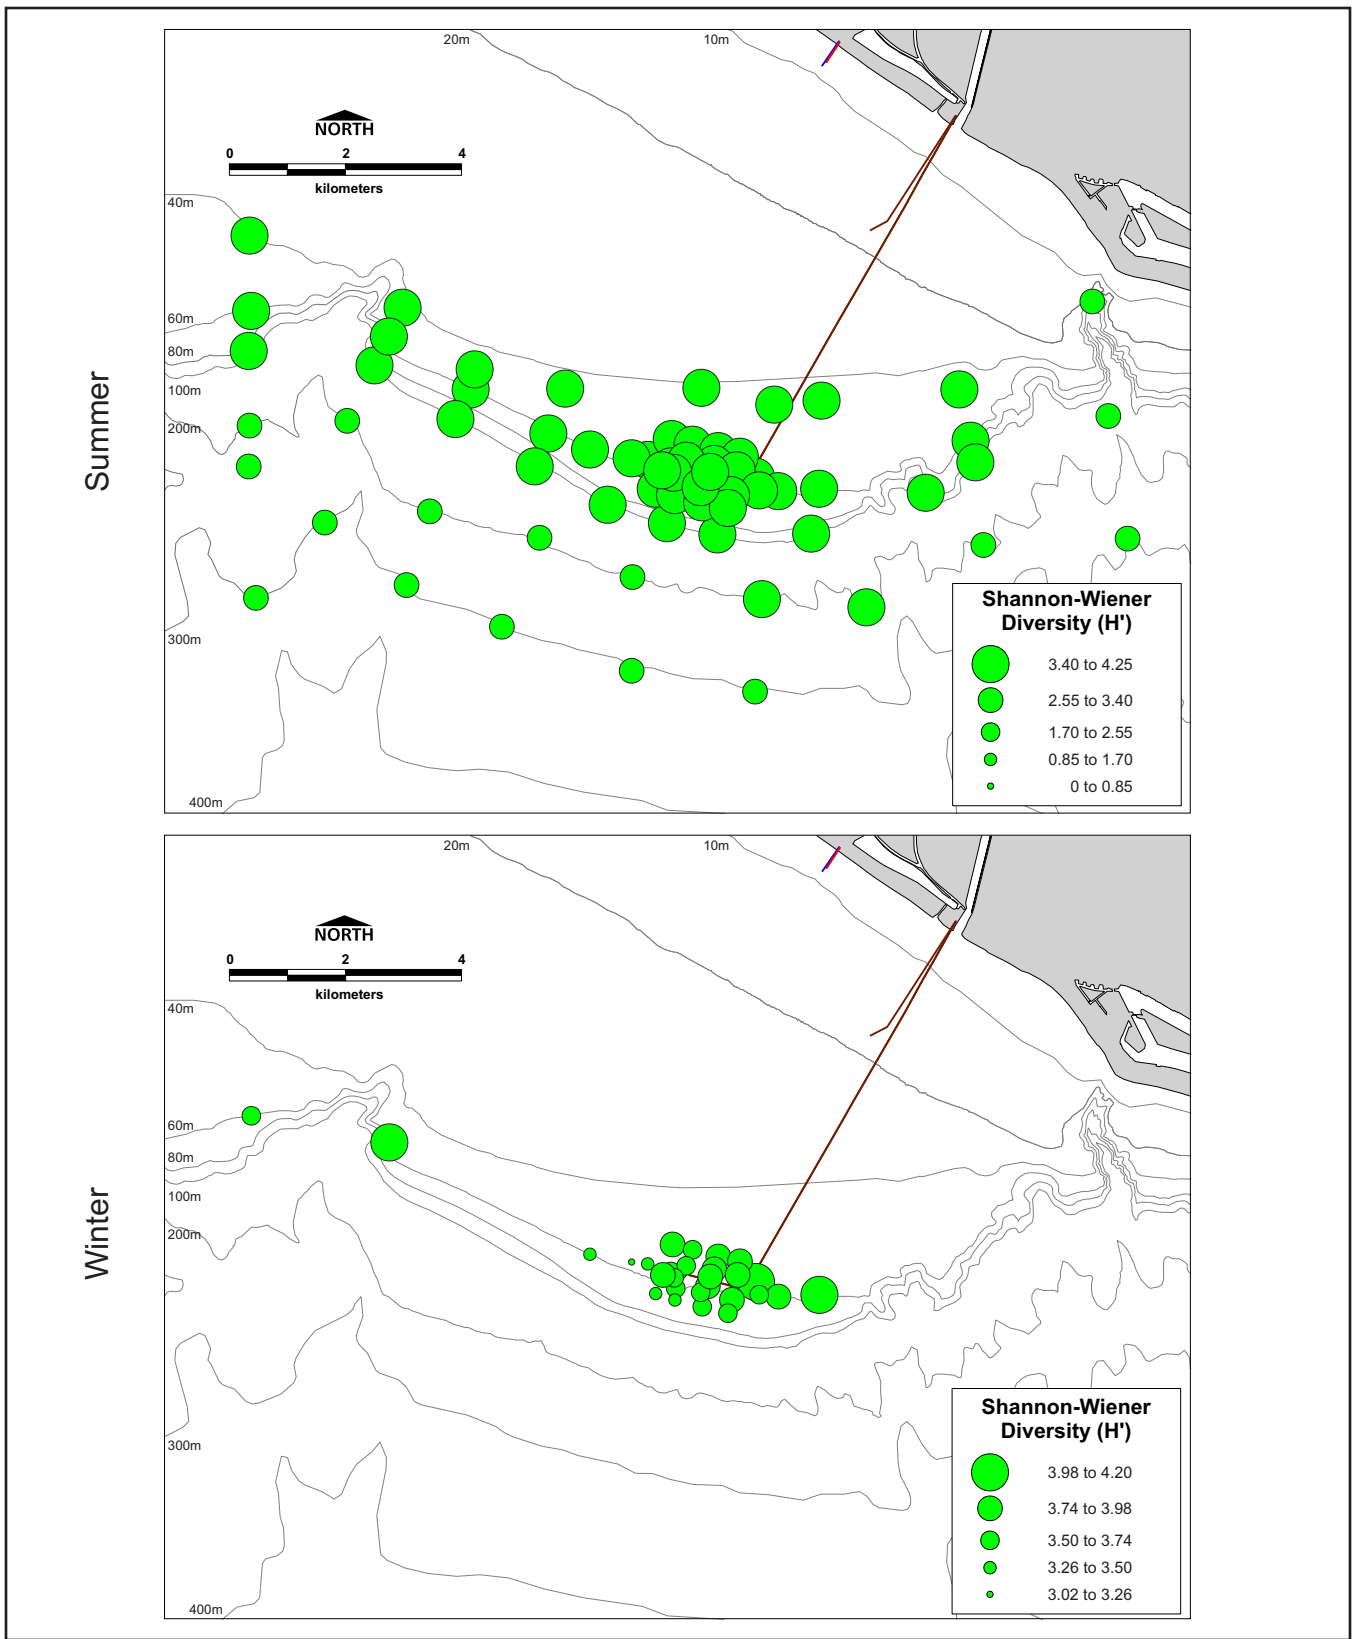 Summer
20m
10m
NORTH
0 2 4
kilometers
40m
60m
80m
100m
200m
300m
400m
Shannon-Wiener
Diversity (H')
3.40 to 4.25
2.55 to 3.40
1.70 to 2.55
0.85 to 1.70
0 to 0.85
Winter
20m
10m
NORTH
0 2 4
kilometers
40m
60m
80m
100m
200m
300m
400m
Shannon-Wiener
Diversity (H')
3.98 to 4.20
3.74 to 3.98
3.50 to 3.74
3.26 to 3.50
3.02 to 3.26